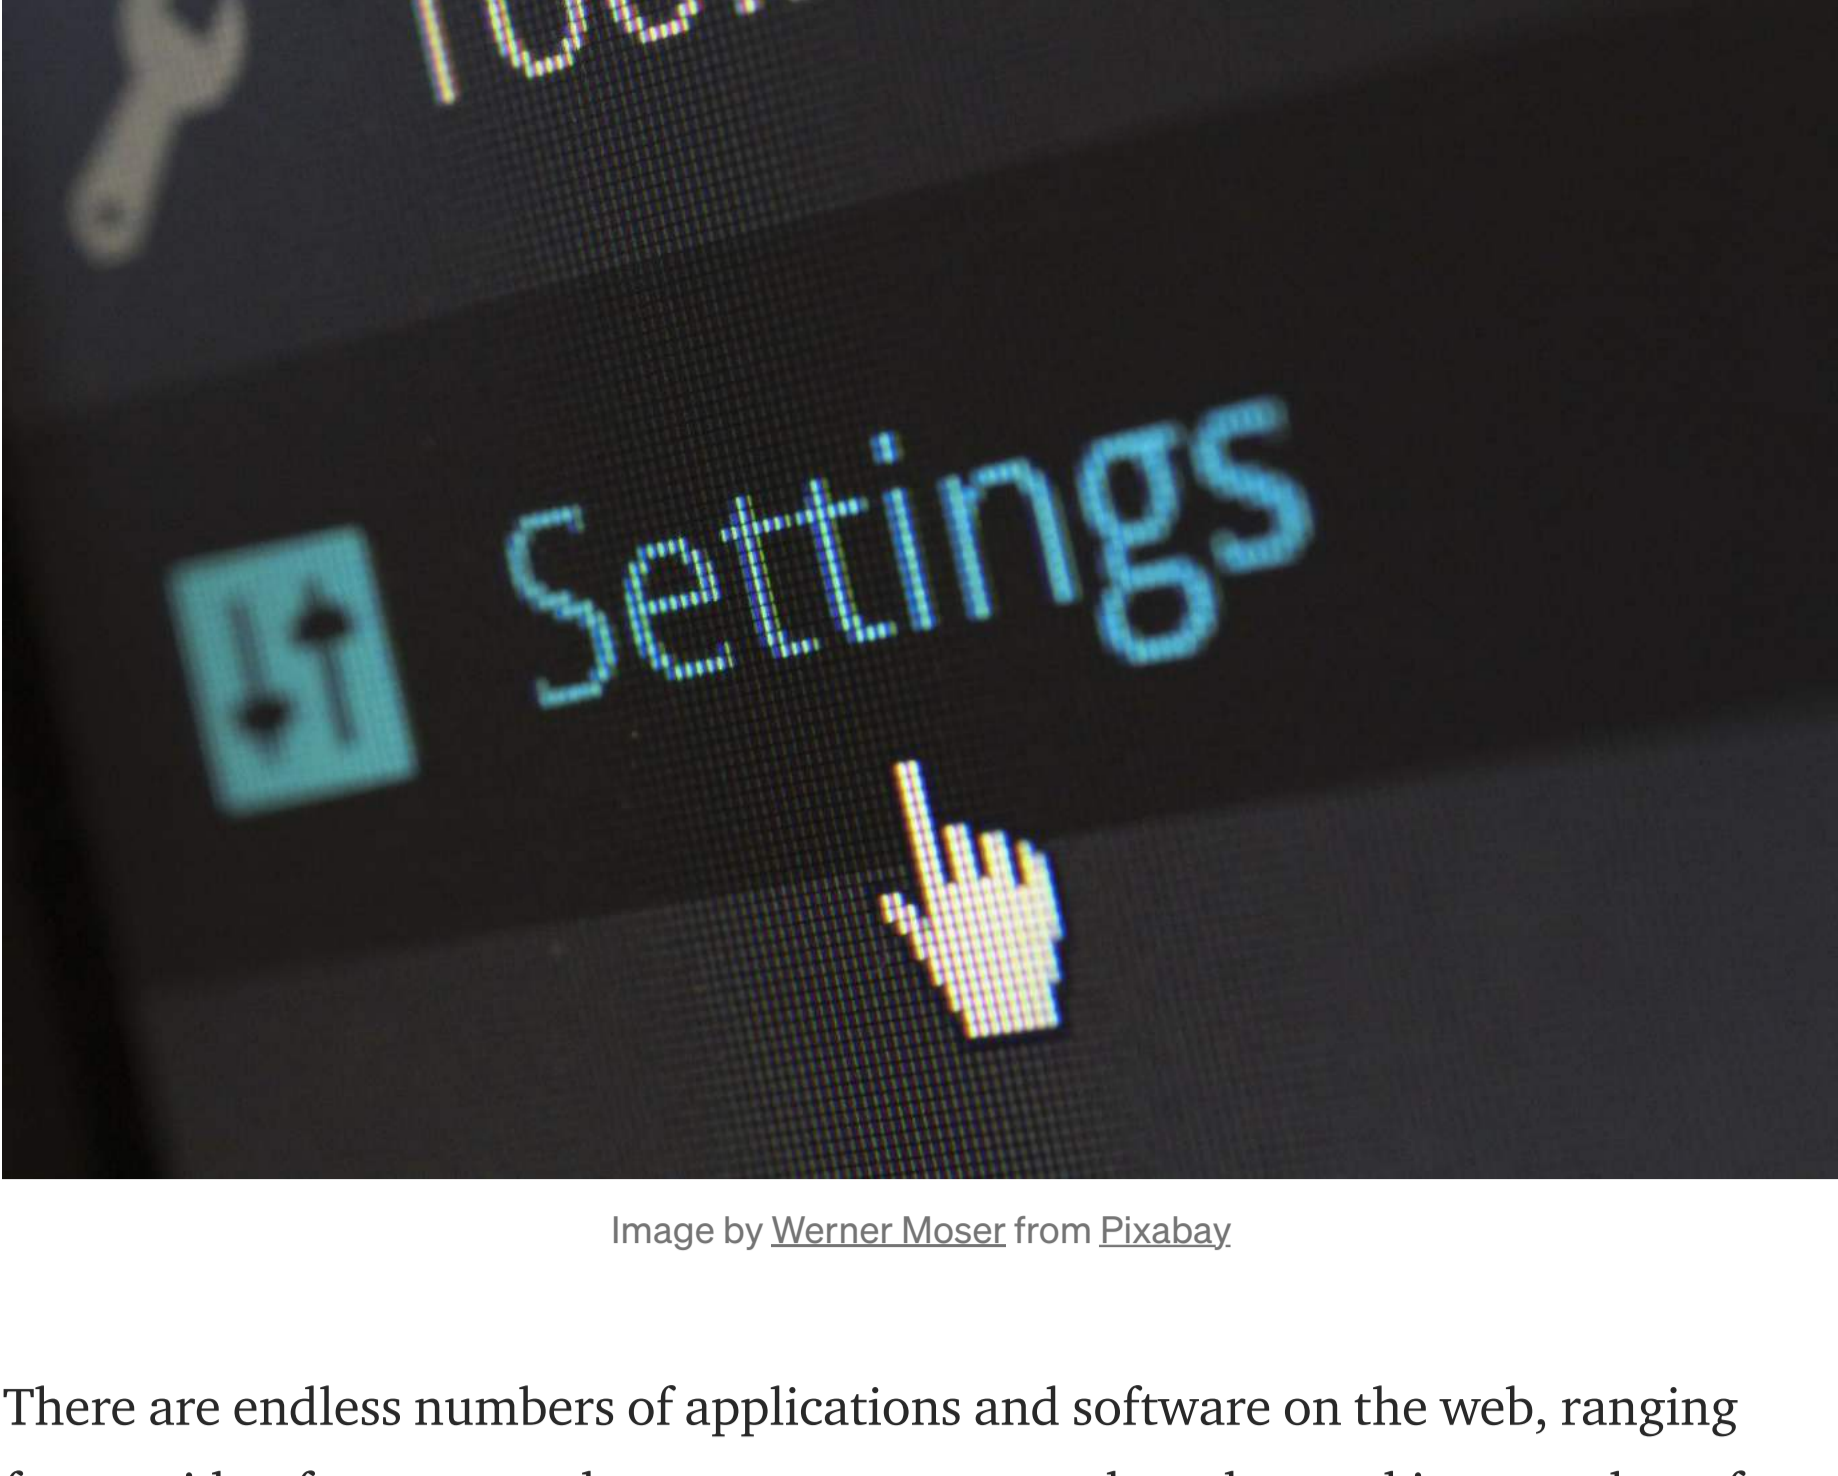 Settings
Image by Werner Moser from Pixabay
There are endless numbers of applications and software on the web, ranging